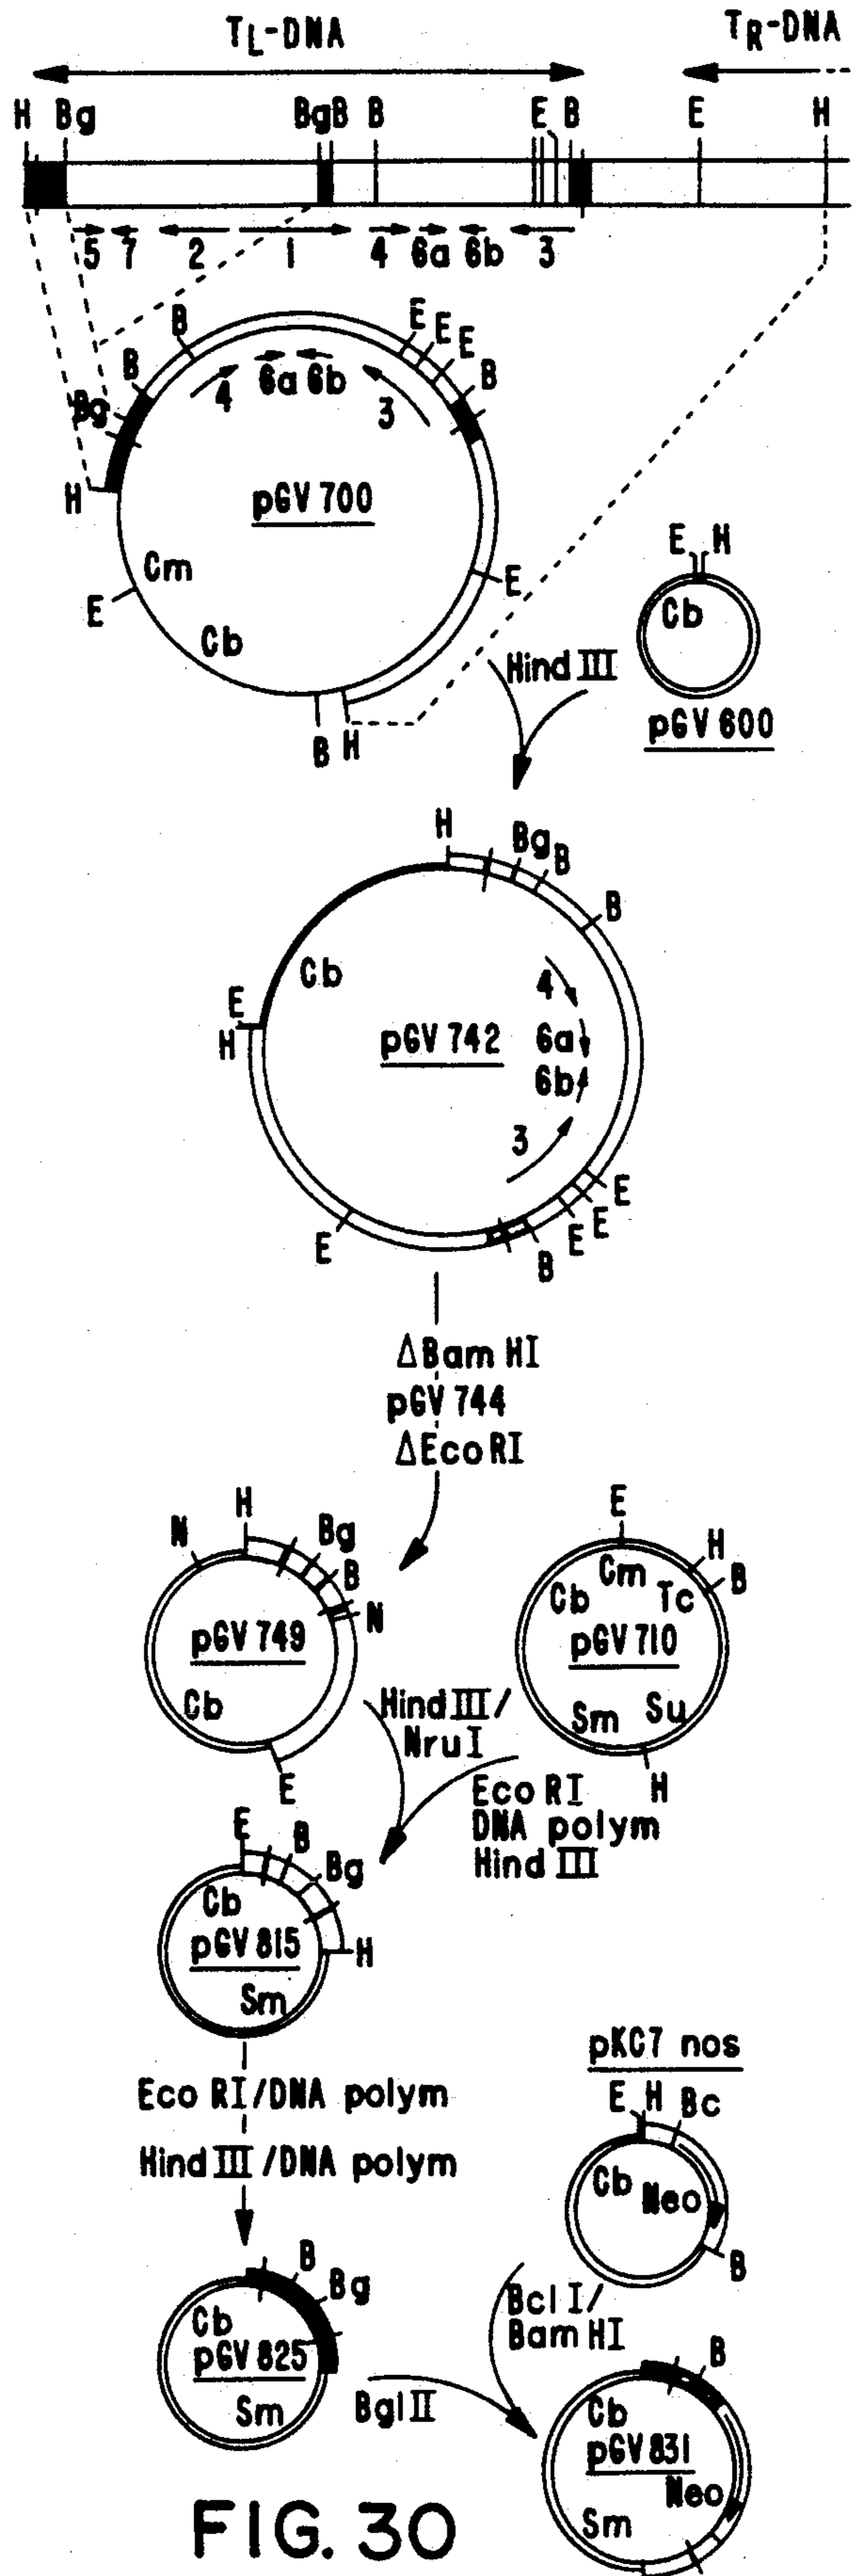 TL-DNA TR-DNA
H Bg BgB B E B E H
5 7 2 1 4 6a 6b 3
B B Bg H E E E B E
4 6a 6b 3
pGV 700
Cm
E
Cb
B H
E H
Cb
pGV 600
Hind III
H Bg B B
Cb
E
H
pGV 742
4
6a
6b
3
E
E
E
B
E
ΔBam HI
pGV 744
ΔEco RI
N H Bg B N
pGV 749
Cb
E
E
H
B
Cm
Cb Tc
pGV 710
Sm Su
H
Hind III/
Nru I
Eco RI
DNA polym
Hind III
E B Bg
Cb
pGV 815
H
Sm
Eco RI/DNA polym
Hind III /DNA polym
pKC7 nos
E H Bc
Cb Neo
B
B
Bg
Cb
pGV 825
Sm
Bcl I/
Bam HI
Bgl II
B
Cb
pGV 831
Neo
Sm
FIG. 30